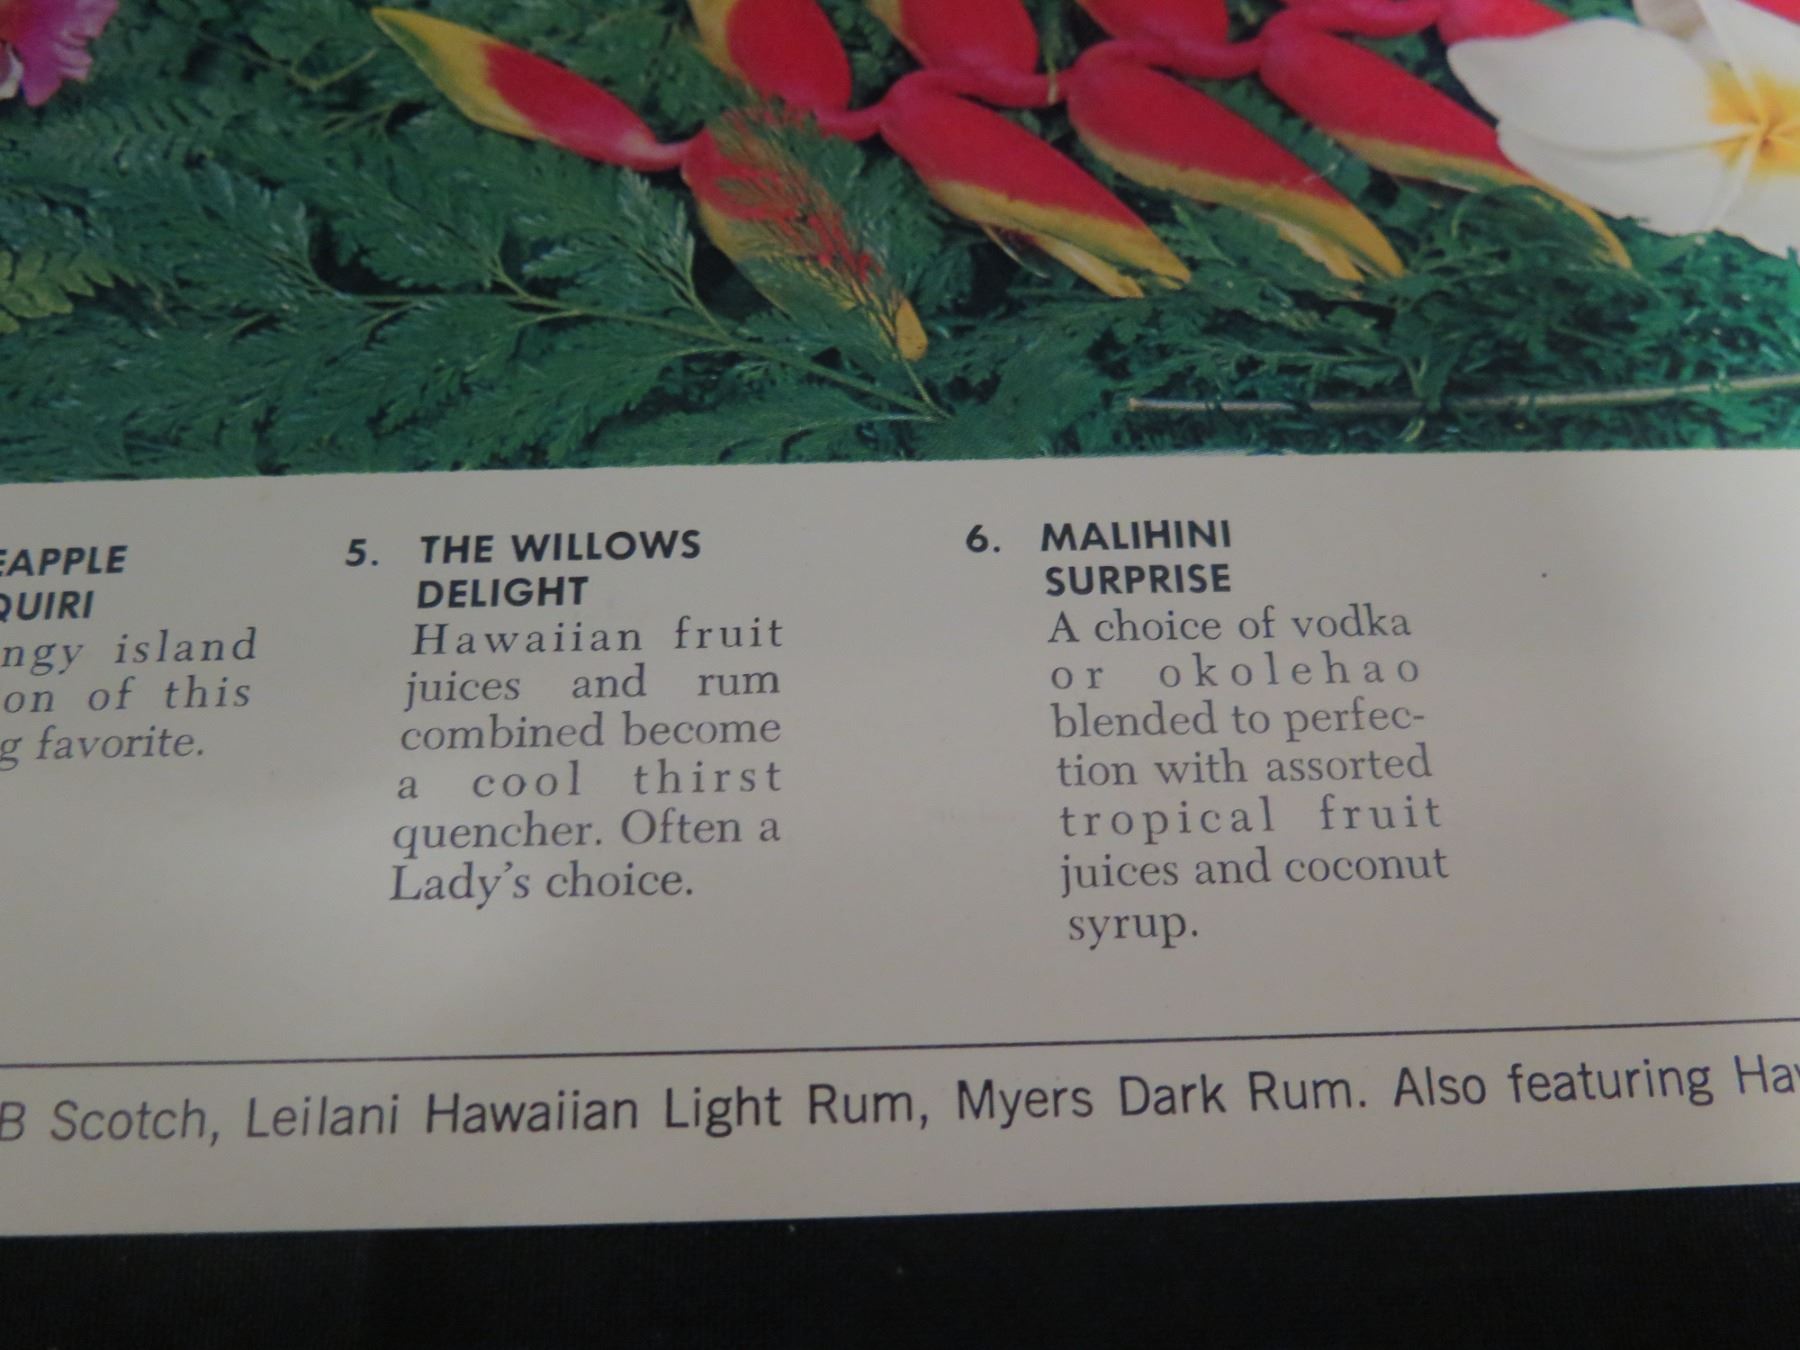 EAPPLE
QUIRI
ngy island
on of this
g favorite.
5. THE WILLOWS
DELIGHT
Hawaiian fruit
juices and rum
combined become
a cool thirst
quencher. Often a
Lady's choice.
6. MALIHINI
SURPRISE
A choice of vodka
or okolehao
blended to perfec-
tion with assorted
tropical fruit
juices and coconut
syrup.
B Scotch, Leilani Hawaiian Light Rum, Myers Dark Rum. Also featuring Ha